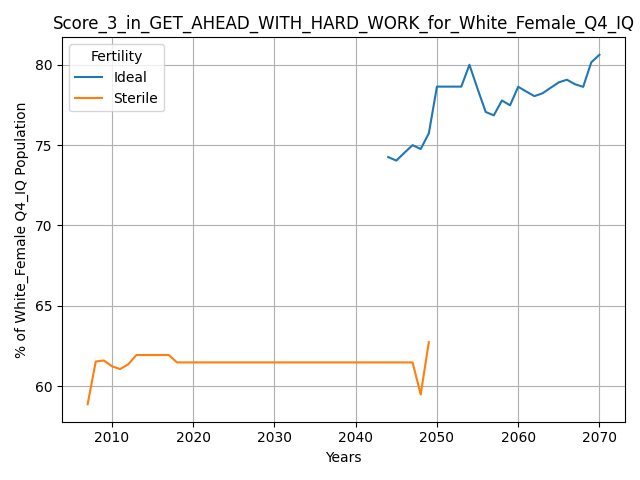 Score_3_in_GET_AHEAD_WITH_HARD_WORK_for_White_Female_Q4_IQ
Fertility
Ideal
Sterile
% of White_Female Q4_IQ Population
80
75
70
65
60
2010 2020 2030 2040 2050 2060 2070
Years